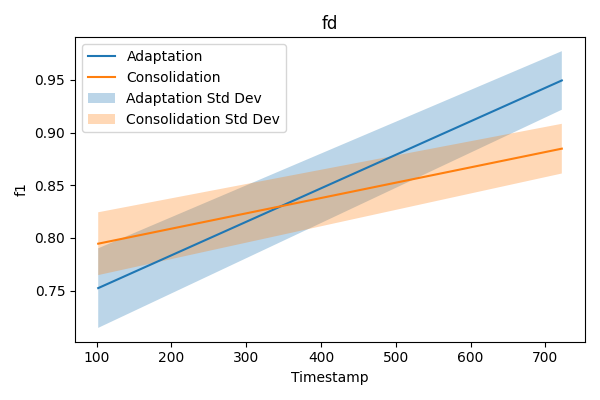 fd
Adaptation
Consolidation
Adaptation Std Dev
Consolidation Std Dev
0.95
0.90
0.85
0.80
0.75
f1
100 200 300 400 500 600 700
Timestamp